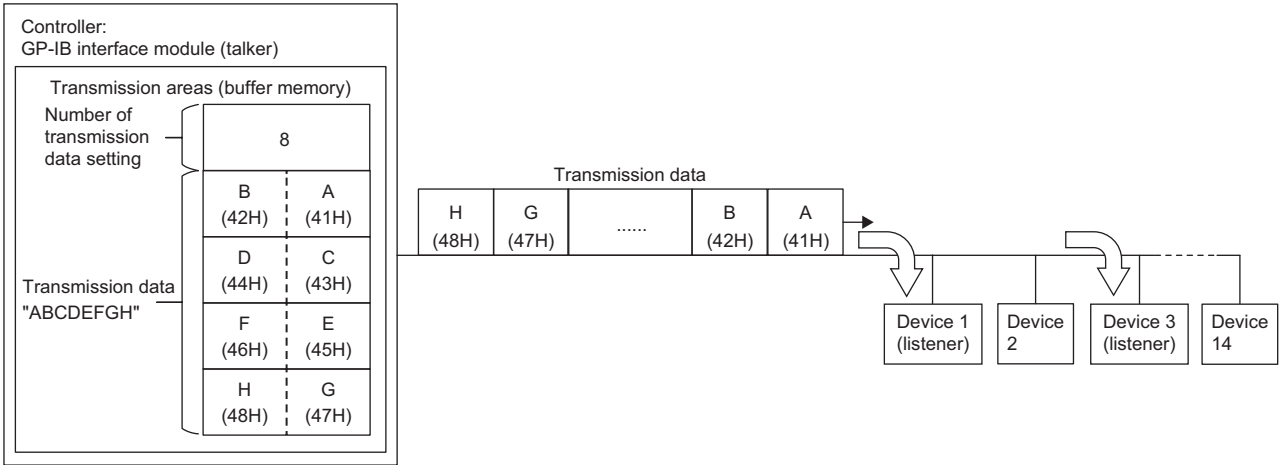 Controller:
GP-IB interface module (talker)
Transmission areas (buffer memory)
Number of
transmission
data setting
8
B A
(42H) (41H)
D C
(44H) (43H)
Transmission data
"ABCDEFGH"
F E
(46H) (45H)
H G
(48H) (47H)
Transmission data
H G ...... B A
(48H) (47H) (42H) (41H)
Device 1
(listener)
Device
2
Device 3
(listener)
Device
14